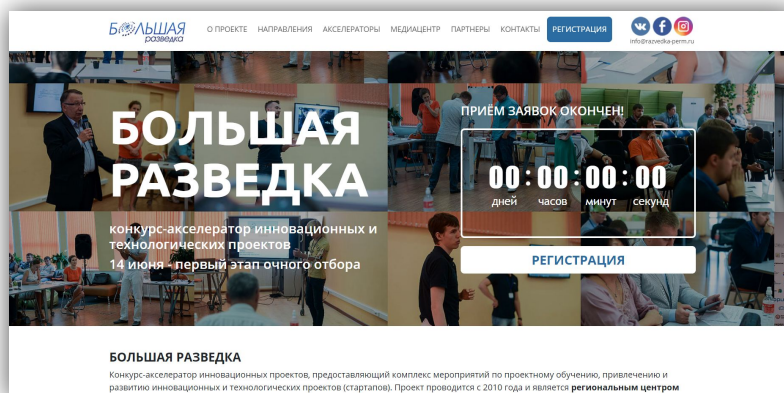 БОЛЬШАЯ
разведка
О ПРОЕКТЕ НАПРАВЛЕНИЯ АКСЕЛЕРАТОРЫ МЕДИАЦЕНТР ПАРТНЕРЫ КОНТАКТЫ РЕГИСТРАЦИЯ
info@razvedka-perm.ru
БОЛЬШАЯ
РАЗВЕДКА
конкурс-акселератор инновационных и
технологических проектов
14 июня - первый этап очного отбора
ПРИЁМ ЗАЯВОК ОКОНЧЕН!
00:00:00:00
дней часов минут секунд
РЕГИСТРАЦИЯ
БОЛЬШАЯ РАЗВЕДКА
Конкурс-акселератор инновационных проектов, предоставляющий комплекс мероприятий по проектному обучению, привлечению и
развитию инновационных и технологических проектов (стартапов). Проект проводится с 2010 года и является региональным центром